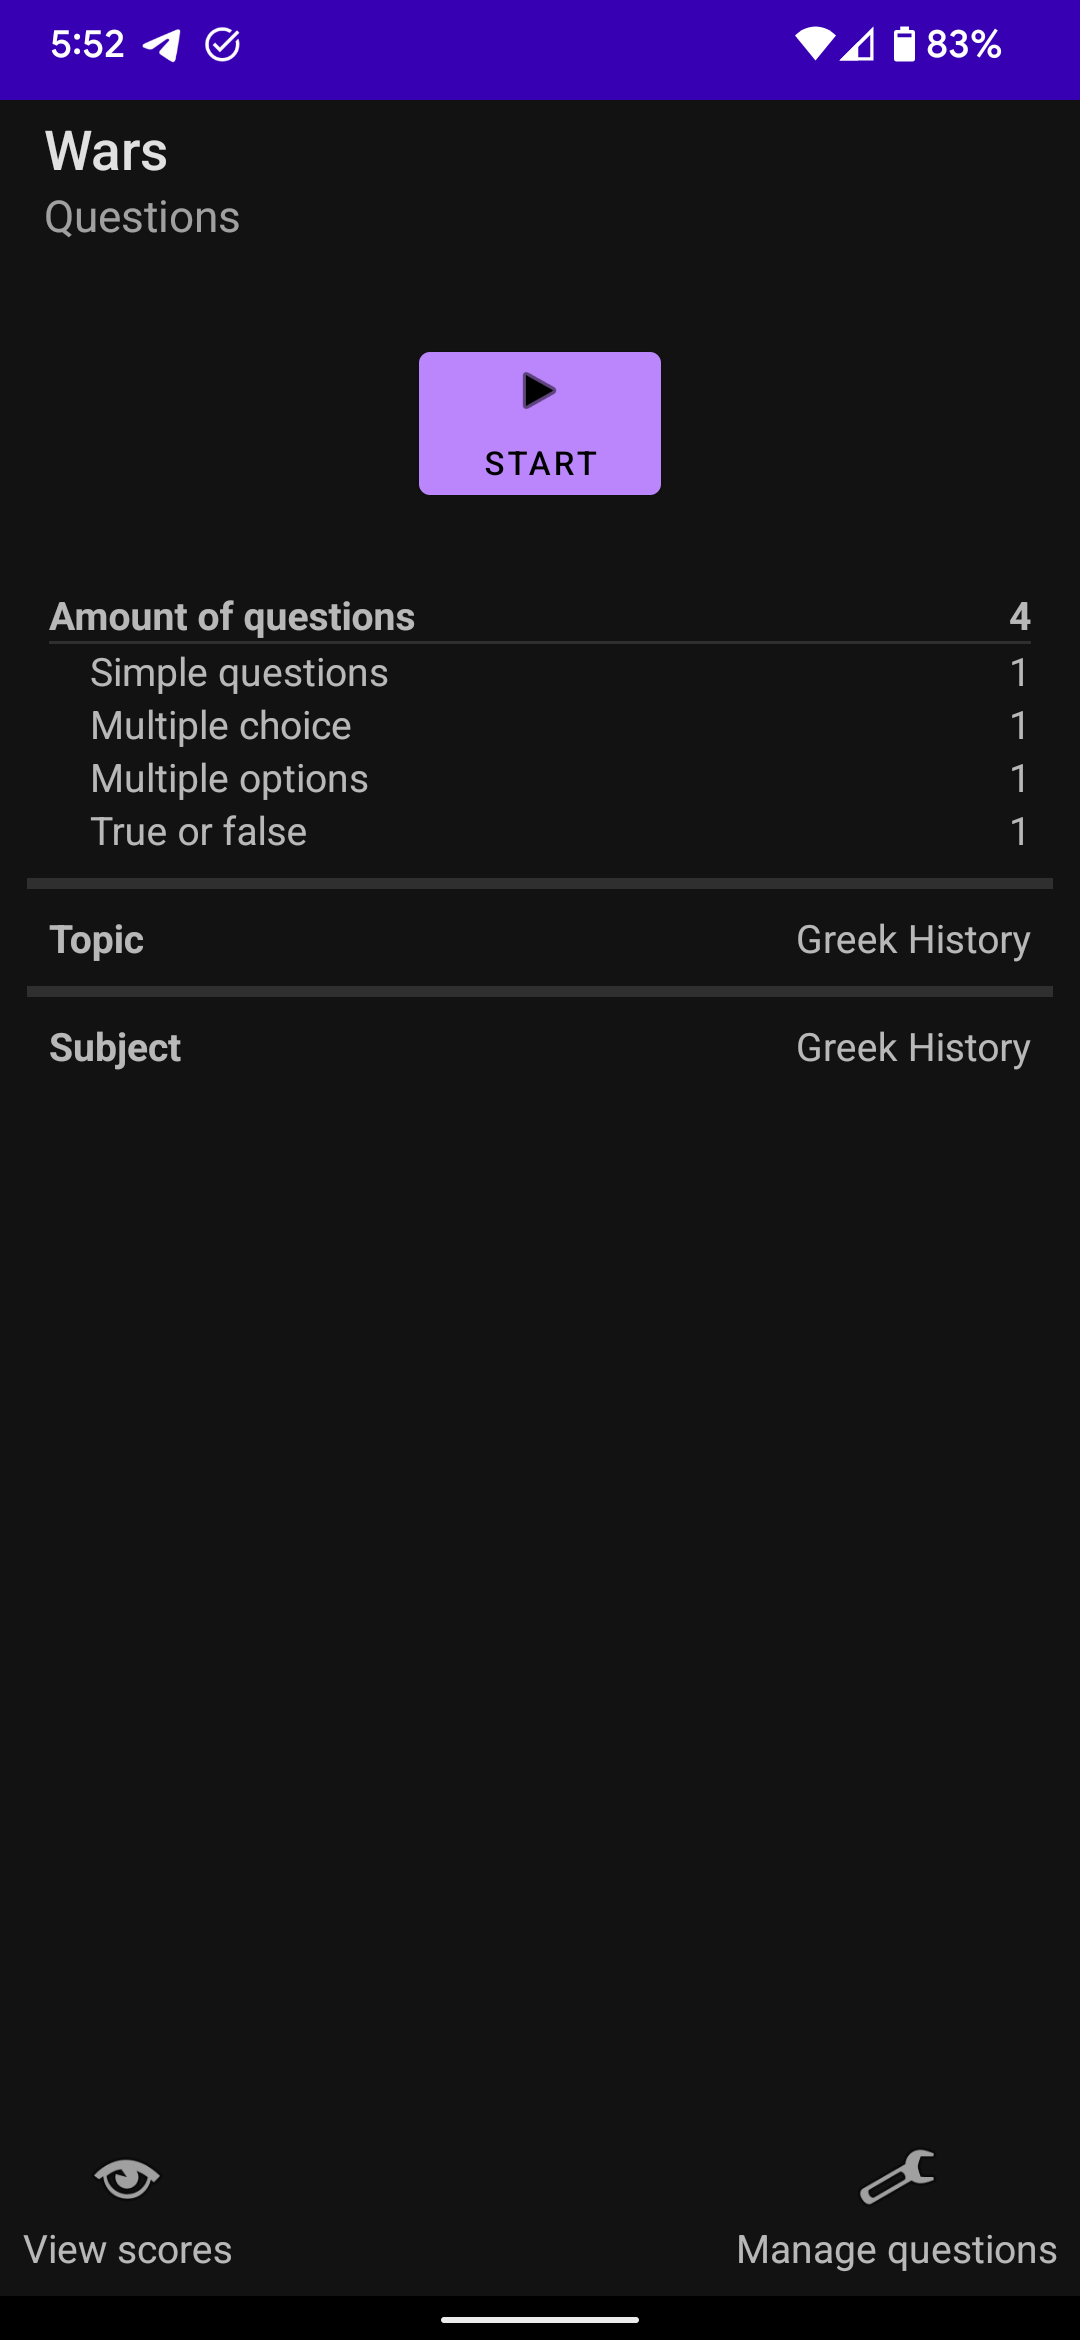 5:52 83%
Wars
Questions
START
Amount of questions 4
Simple questions 1
Multiple choice 1
Multiple options 1
True or false 1
Topic Greek History
Subject Greek History
View scores Manage questions